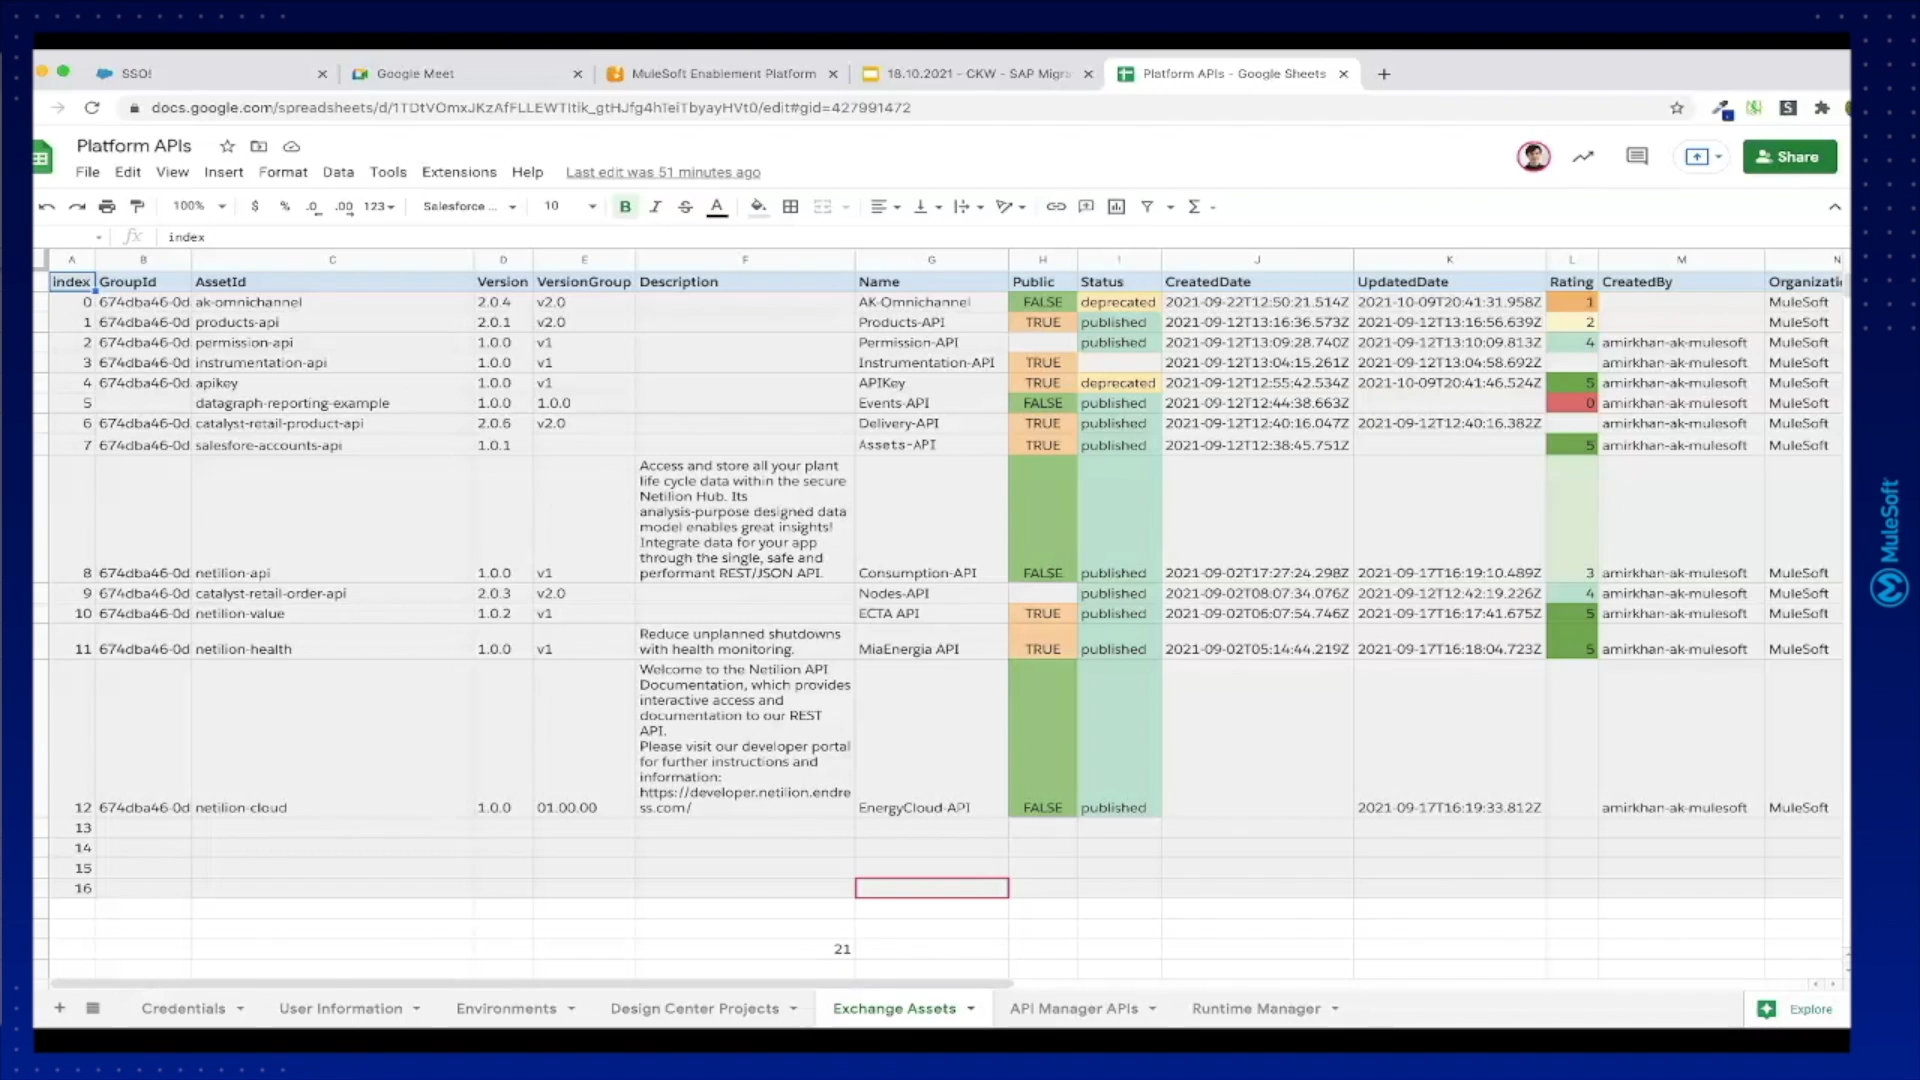 SSO!
Google Meet
MuleSoft Enablement Platform
18.10.2021 - CKW - SAP Migra
Platform APIs - Google Sheets
docs.google.com/spreadsheets/d/
/edit#gid=427991472
Platform APIs
File Edit View Insert Format Data Tools Extensions Help Last edit was 51 minutes ago
Share
100% $ % .0 .00 123 Salesforce ... 10 B I S A Σ
fx index
A B C D E F G H I J K L M N
index GroupId AssetId Version VersionGroup Description Name Public Status CreatedDate UpdatedDate Rating CreatedBy Organizati
0 674dba46-0d ak-omnichannel 2.0.4 v2.0 AK-Omnichannel FALSE deprecated 2021-09-22T12:50:21.514Z 2021-10-09T20:41:31.958Z 1 MuleSoft
1 674dba46-0d products-api 2.0.1 v2.0 Products-API TRUE published 2021-09-12T13:16:36.573Z 2021-09-12T13:16:56.639Z 2 MuleSoft
2 674dba46-0d permission-api 1.0.0 v1 Permission-API published 2021-09-12T13:09:28.740Z 2021-09-12T13:10:09.813Z 4 amirkhan-ak-mulesoft MuleSoft
3 674dba46-0d instrumentation-api 1.0.0 v1 Instrumentation-API TRUE 2021-09-12T13:04:15.261Z 2021-09-12T13:04:58.692Z amirkhan-ak-mulesoft MuleSoft
4 674dba46-0d apikey 1.0.0 v1 APIKey TRUE deprecated 2021-09-12T12:55:42.534Z 2021-10-09T20:41:46.524Z 5 amirkhan-ak-mulesoft MuleSoft
5 datagraph-reporting-example 1.0.0 1.0.0 Events-API FALSE published 2021-09-12T12:44:38.663Z 0 amirkhan-ak-mulesoft MuleSoft
6 674dba46-0d catalyst-retail-product-api 2.0.6 v2.0 Delivery-API TRUE published 2021-09-12T12:40:16.047Z 2021-09-12T12:40:16.382Z amirkhan-ak-mulesoft MuleSoft
7 674dba46-0d salesfore-accounts-api 1.0.1 Assets-API TRUE published 2021-09-12T12:38:45.751Z 5 amirkhan-ak-mulesoft MuleSoft
Access and store all your plant
life cycle data within the secure
Netilion Hub. Its
analysis-purpose designed data
model enables great insights!
Integrate data for your app
through the single, safe and
8 674dba46-0d netilion-api 1.0.0 v1 performant REST/JSON API. Consumption-API FALSE published 2021-09-02T17:27:24.298Z 2021-09-17T16:19:10.489Z 3 amirkhan-ak-mulesoft MuleSoft
9 674dba46-0d catalyst-retail-order-api 2.0.3 v2.0 Nodes-API published 2021-09-02T08:07:34.076Z 2021-09-12T12:42:19.226Z 4 amirkhan-ak-mulesoft MuleSoft
10 674dba46-0d netilion-value 1.0.2 v1 ECTA API TRUE published 2021-09-02T06:07:54.746Z 2021-09-17T16:17:41.675Z 5 amirkhan-ak-mulesoft MuleSoft
Reduce unplanned shutdowns
11 674dba46-0d netilion-health 1.0.0 v1 with health monitoring. MiaEnergia API TRUE published 2021-09-02T05:14:44.219Z 2021-09-17T16:18:04.723Z 5 amirkhan-ak-mulesoft MuleSoft
Welcome to the Netilion API
Documentation, which provides
interactive access and
documentation to our REST
API.
Please visit our developer portal
for further instructions and
information:
https://developer.netilion.endre
12 674dba46-0d netilion-cloud 1.0.0 01.00.00 ss.com/ EnergyCloud-API FALSE published 2021-09-17T16:19:33.812Z amirkhan-ak-mulesoft MuleSoft
13
14
15
16
21
+ Credentials User Information Environments Design Center Projects Exchange Assets API Manager APIs Runtime Manager Explore
MuleSoft